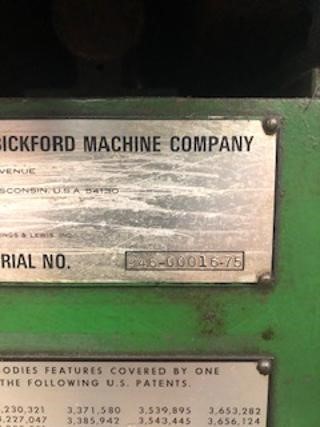 BICKFORD MACHINE COMPANY
VENUE
SCONSIN, U.S.A. 54130
NGS & LEWIS, INC.
RIAL NO. 946-00016-75
ODIES FEATURES COVERED BY ONE
THE FOLLOWING U.S. PATENTS.
,230,321 3,371,580 3,539,895 3,653,282
,227,047 3,385,942 3,543,445 3,656,124